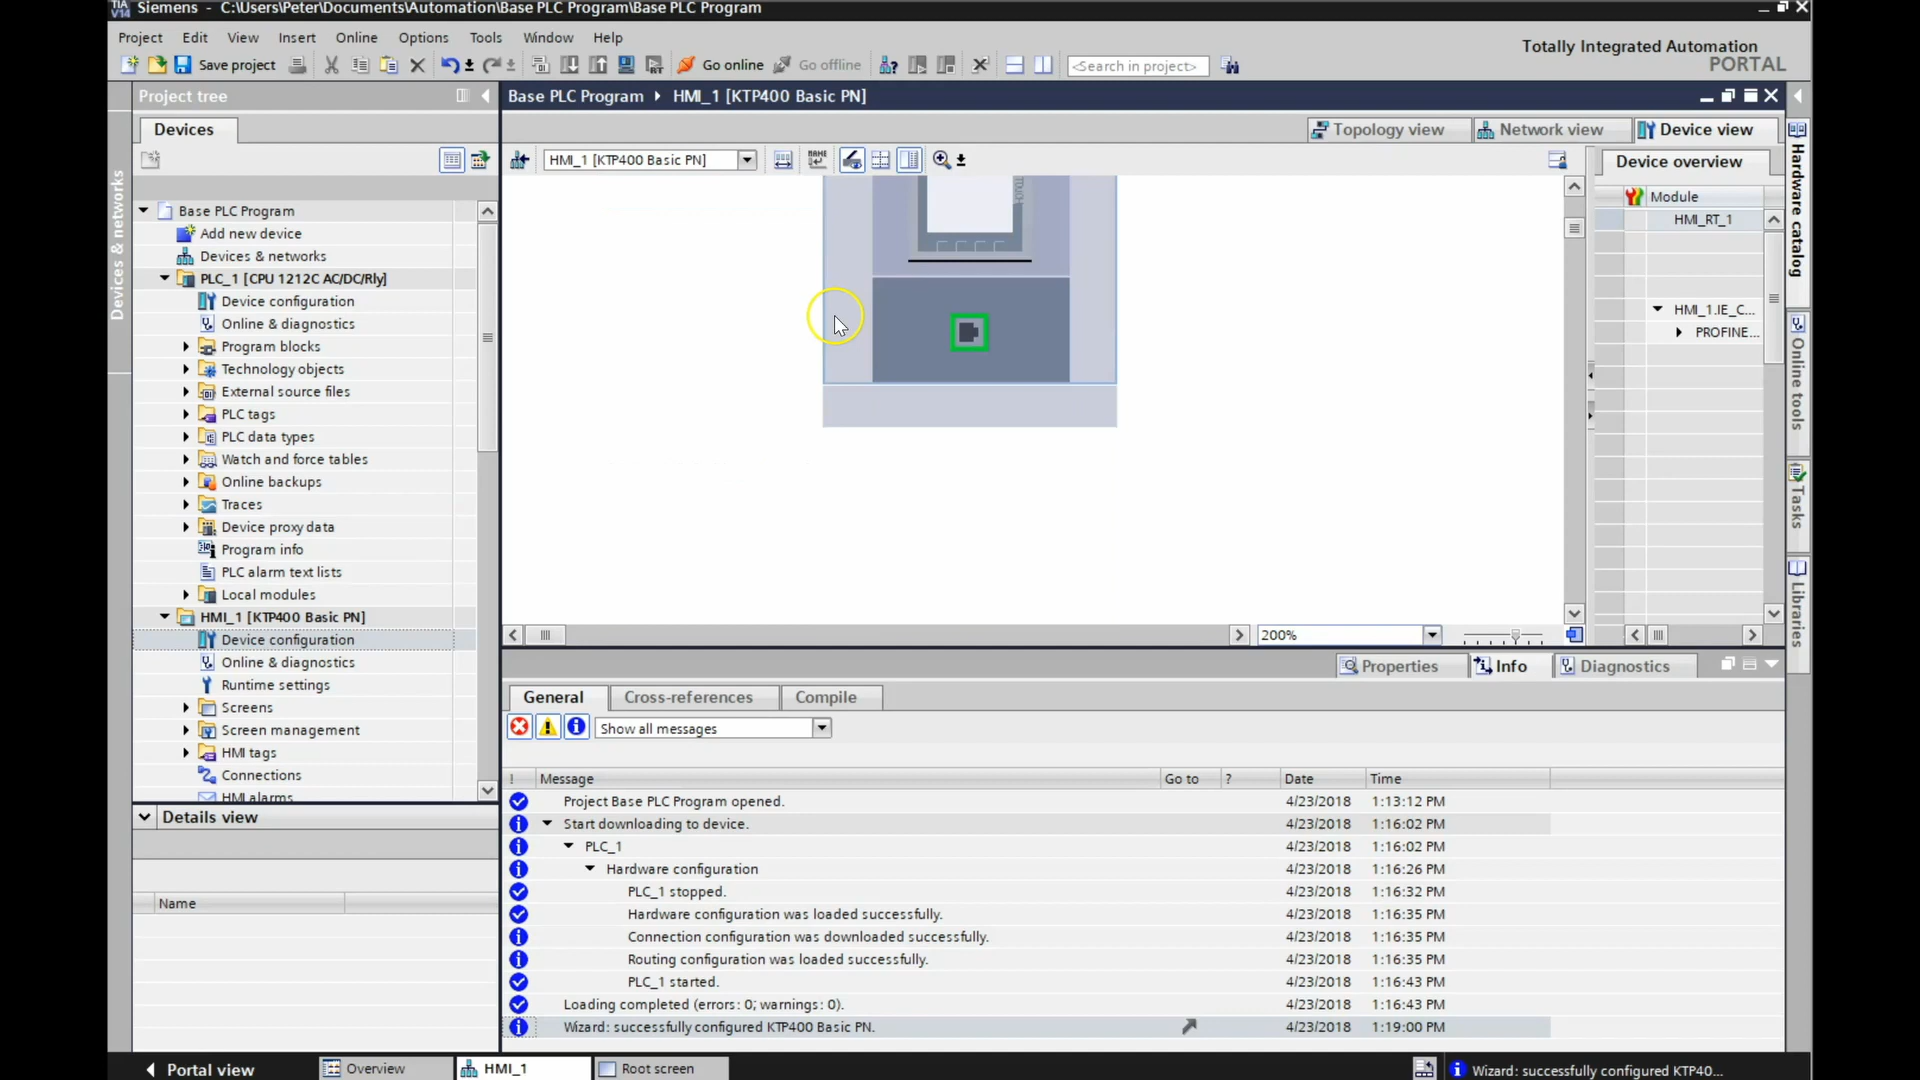 TIA V14 Siemens - C:\Users\Peter\Documents\Automation\Base PLC Program\Base PLC Program
Project Edit View Insert Online Options Tools Window Help
Totally Integrated Automation
PORTAL
Save project Go online Go offline <Search in project>
Project tree
Base PLC Program HMI_1 [KTP400 Basic PN]
Devices
Topology view Network view Device view
HMI_1 [KTP400 Basic PN]
NAME
Device overview
Module
HMI_RT_1
HMI_1.IE_C...
PROFINE...
Devices & networks
Base PLC Program
Add new device
Devices & networks
PLC_1 [CPU 1212C AC/DC/Rly]
Device configuration
Online & diagnostics
Program blocks
Technology objects
External source files
PLC tags
PLC data types
Watch and force tables
Online backups
Traces
Device proxy data
Program info
PLC alarm text lists
Local modules
HMI_1 [KTP400 Basic PN]
Device configuration
Online & diagnostics
Runtime settings
Screens
Screen management
HMI tags
Connections
HMI alarms
Details view
Name
200%
Hardware catalog
Online tools
Tasks
Libraries
Properties Info Diagnostics
General Cross-references Compile
Show all messages
! Message Go to ? Date Time
Project Base PLC Program opened. 4/23/2018 1:13:12 PM
Start downloading to device. 4/23/2018 1:16:02 PM
PLC_1 4/23/2018 1:16:02 PM
Hardware configuration 4/23/2018 1:16:26 PM
PLC_1 stopped. 4/23/2018 1:16:32 PM
Hardware configuration was loaded successfully. 4/23/2018 1:16:35 PM
Connection configuration was downloaded successfully. 4/23/2018 1:16:35 PM
Routing configuration was loaded successfully. 4/23/2018 1:16:35 PM
PLC_1 started. 4/23/2018 1:16:43 PM
Loading completed (errors: 0; warnings: 0). 4/23/2018 1:16:43 PM
Wizard: successfully configured KTP400 Basic PN. 4/23/2018 1:19:00 PM
Portal view Overview HMI_1 Root screen Wizard: successfully configured KTP40...